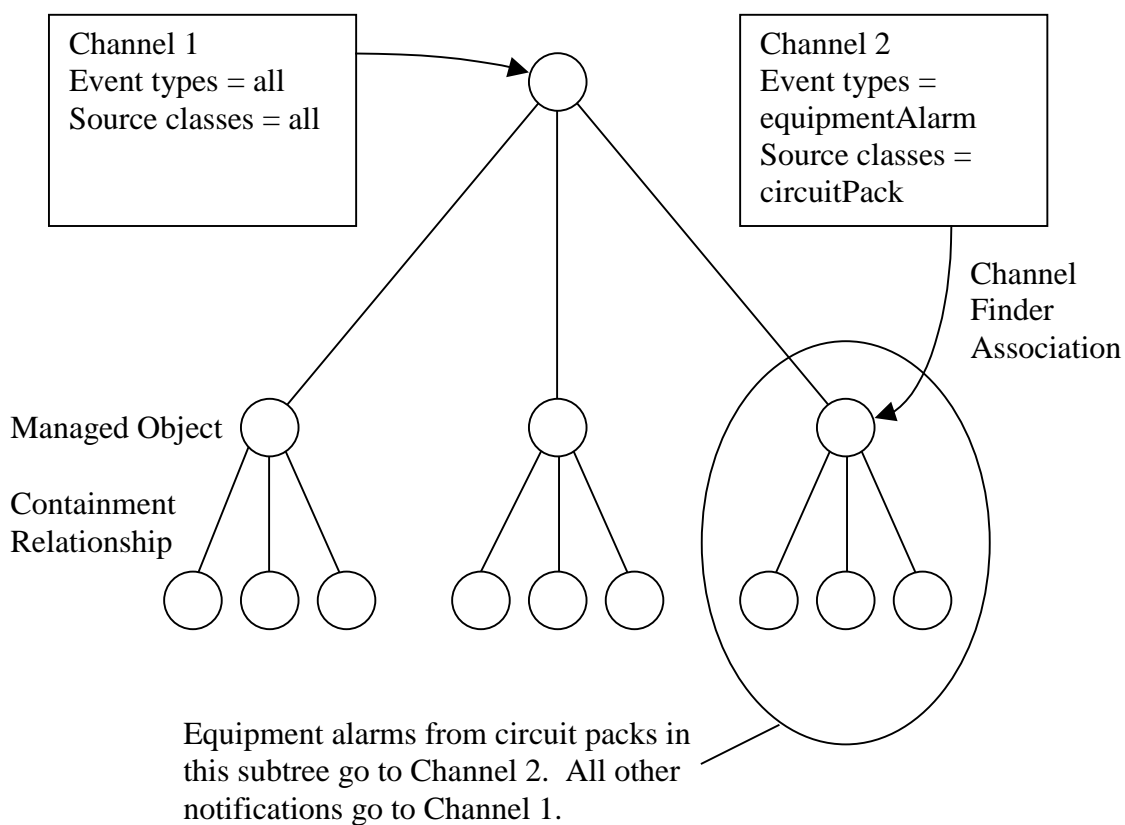 Channel 1
Event types = all
Source classes = all
Channel 2
Event types =
equipmentAlarm
Source classes =
circuitPack
Channel
Finder
Association
Managed Object
Containment
Relationship
Equipment alarms from circuit packs in
this subtree go to Channel 2.  All other
notifications go to Channel 1.